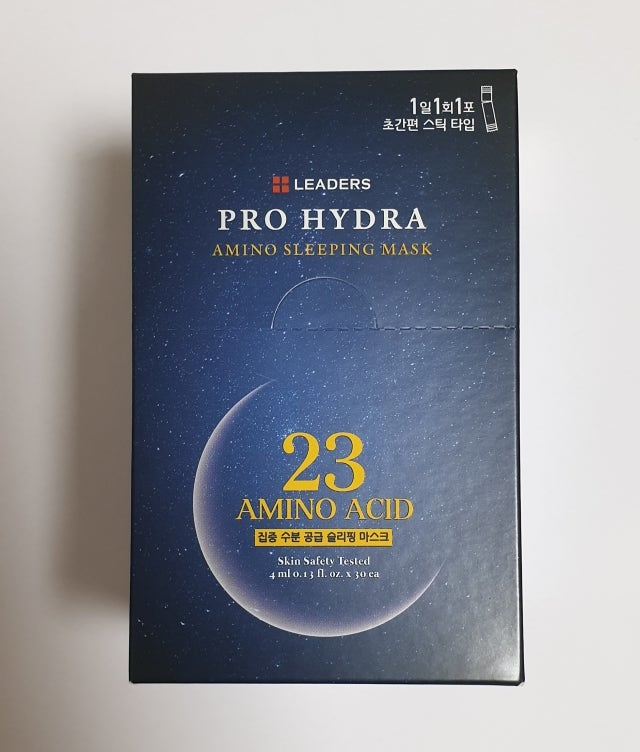 1일1회1포
초간편 스틱 타입
LEADERS
PRO HYDRA
AMINO SLEEPING MASK
23
AMINO ACID
집중 수분 공급 슬리핑 마스크
Skin Safety Tested
4 ml 0.13 fl. oz. x 30 ea